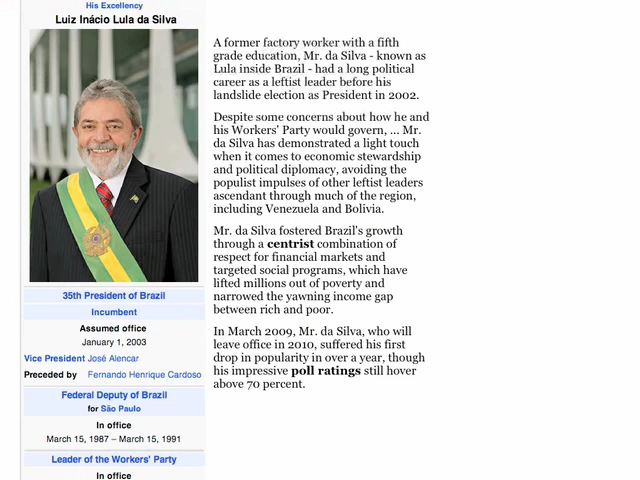 His Excellency
Luiz Inácio Lula da Silva
35th President of Brazil
Incumbent
Assumed office
January 1, 2003
Vice President José Alencar
Preceded by Fernando Henrique Cardoso
Federal Deputy of Brazil
for São Paulo
In office
March 15, 1987 – March 15, 1991
Leader of the Workers' Party
In office
A former factory worker with a fifth
grade education, Mr. da Silva - known as
Lula inside Brazil - had a long political
career as a leftist leader before his
landslide election as President in 2002.
Despite some concerns about how he and
his Workers' Party would govern, ... Mr.
da Silva has demonstrated a light touch
when it comes to economic stewardship
and political diplomacy, avoiding the
populist impulses of other leftist leaders
ascendant through much of the region,
including Venezuela and Bolivia.
Mr. da Silva fostered Brazil's growth
through a centrist combination of
respect for financial markets and
targeted social programs, which have
lifted millions out of poverty and
narrowed the yawning income gap
between rich and poor.
In March 2009, Mr. da Silva, who will
leave office in 2010, suffered his first
drop in popularity in over a year, though
his impressive poll ratings still hover
above 70 percent.